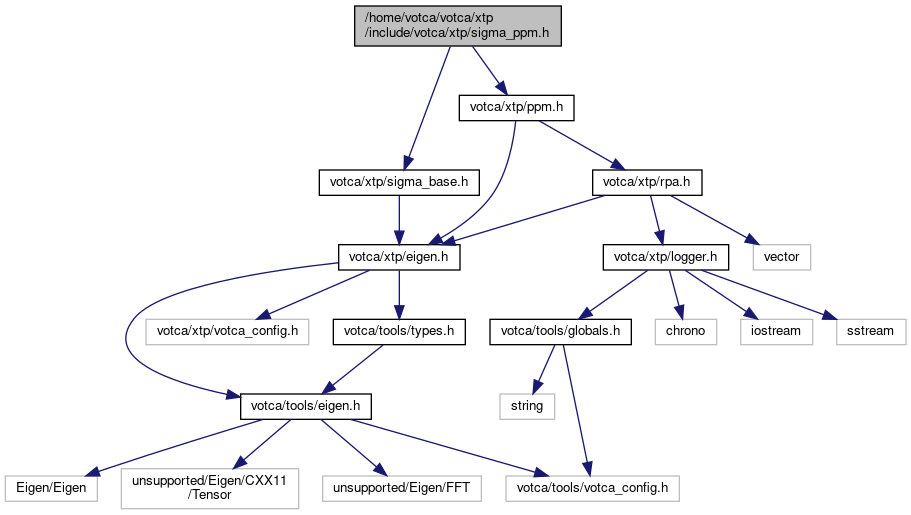 /home/votca/votca/xtp
/include/votca/xtp/sigma_ppm.h
votca/xtp/ppm.h
votca/xtp/sigma_base.h
votca/xtp/rpa.h
votca/xtp/eigen.h
votca/xtp/logger.h
vector
votca/xtp/votca_config.h
votca/tools/types.h
votca/tools/globals.h
chrono
iostream
sstream
votca/tools/eigen.h
string
Eigen/Eigen
unsupported/Eigen/CXX11
/Tensor
unsupported/Eigen/FFT
votca/tools/votca_config.h